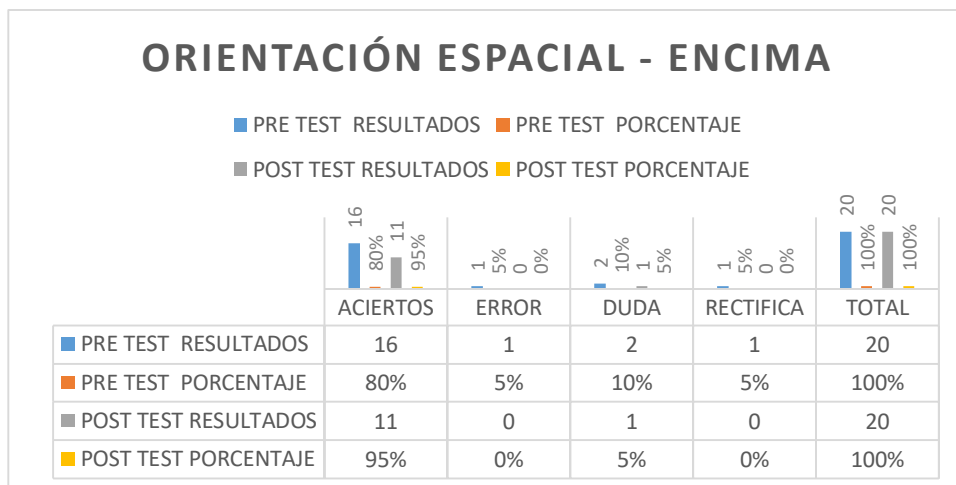 ORIENTACIÓN ESPACIAL - ENCIMA
PRE TEST RESULTADOS PRE TEST PORCENTAJE
POST TEST RESULTADOS POST TEST PORCENTAJE
16 80% 11 95% 1 5% 0 0% 2 10% 1 5% 1 5% 0 0% 20 100% 20 100%
ACIERTOS ERROR DUDA RECTIFICA TOTAL
PRE TEST RESULTADOS 16 1 2 1 20
PRE TEST PORCENTAJE 80% 5% 10% 5% 100%
POST TEST RESULTADOS 11 0 1 0 20
POST TEST PORCENTAJE 95% 0% 5% 0% 100%